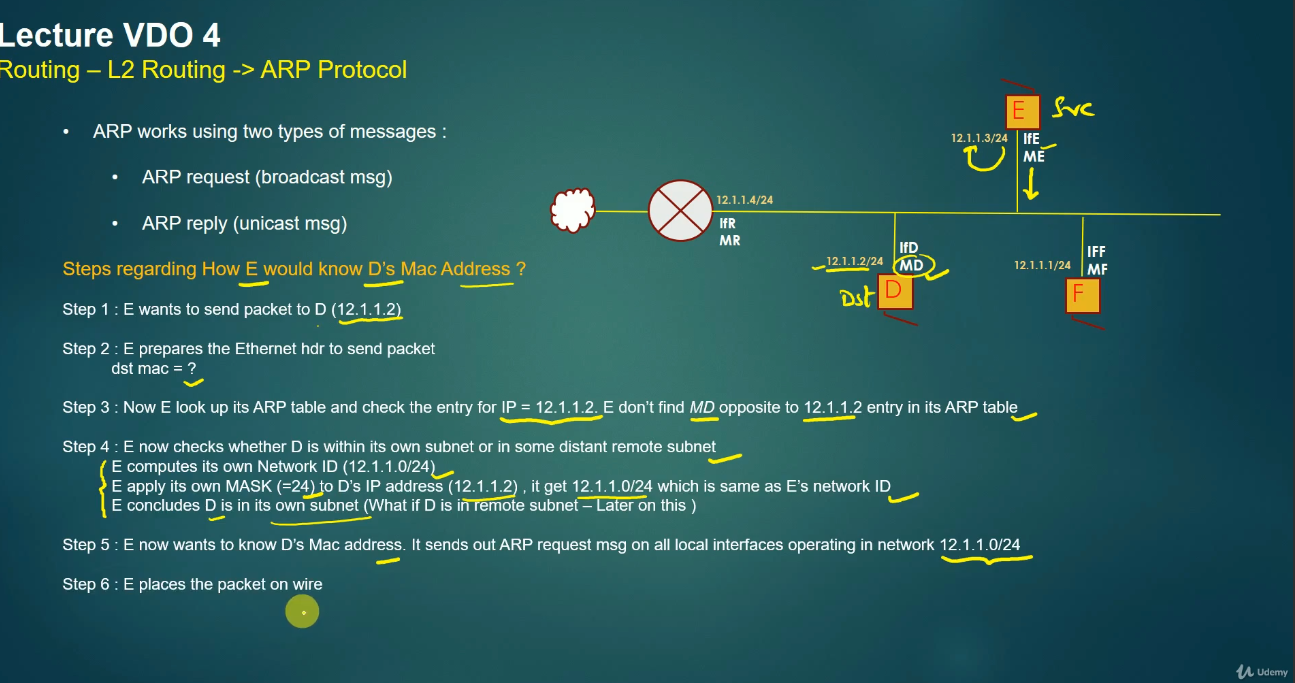 Lecture VDO 4
Routing – L2 Routing -> ARP Protocol
• ARP works using two types of messages :
• ARP request (broadcast msg)
• ARP reply (unicast msg)
Steps regarding How E would know D's Mac Address ?
Step 1 : E wants to send packet to D (12.1.1.2)
Step 2 : E prepares the Ethernet hdr to send packet
dst mac = ?
Step 3 : Now E look up its ARP table and check the entry for IP = 12.1.1.2. E don't find MD opposite to 12.1.1.2 entry in its ARP table
Step 4 : E now checks whether D is within its own subnet or in some distant remote subnet
E computes its own Network ID (12.1.1.0/24)
E apply its own MASK (=24) to D's IP address (12.1.1.2) , it get 12.1.1.0/24 which is same as E's network ID
E concludes D is in its own subnet (What if D is in remote subnet – Later on this )
Step 5 : E now wants to know D's Mac address. It sends out ARP request msg on all local interfaces operating in network 12.1.1.0/24
Step 6 : E places the packet on wire
E
Src
12.1.1.3/24
IfE
ME
12.1.1.4/24
IfR
MR
IfD
12.1.1.2/24
MD
Dst
D
IFF
12.1.1.1/24
MF
F
Udemy